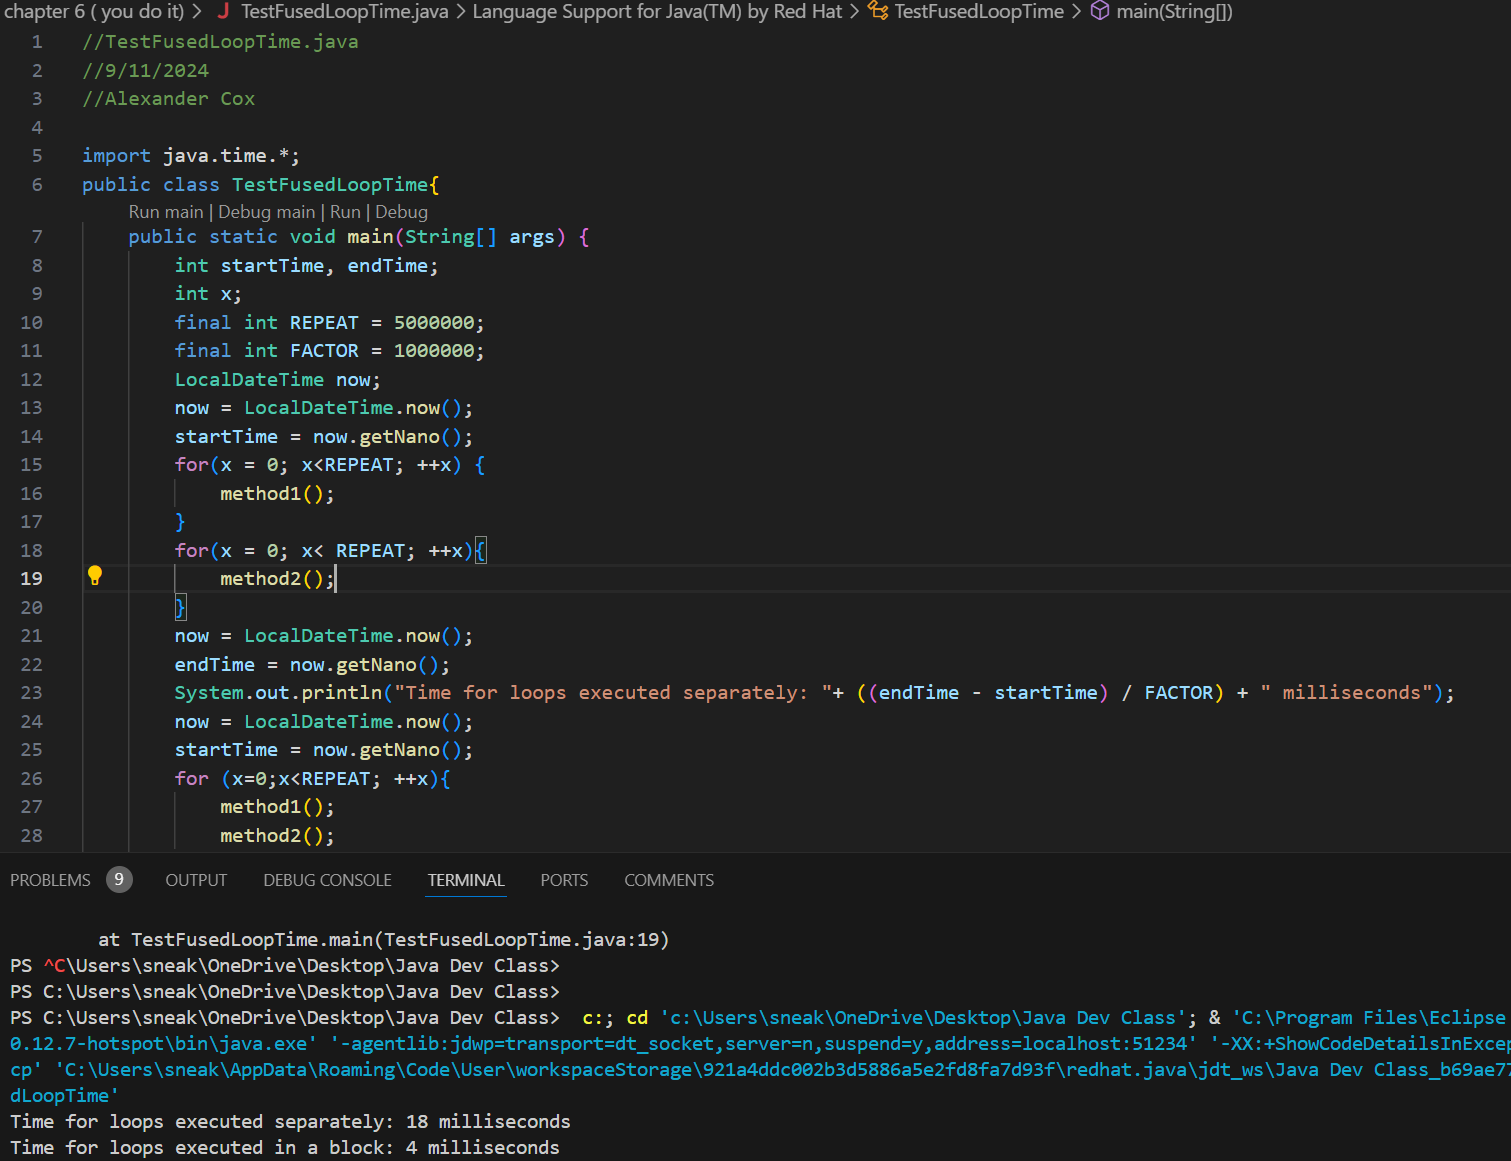 chapter 6 ( you do it) > J TestFusedLoopTime.java > Language Support for Java(TM) by Red Hat > TestFusedLoopTime > main(String[])
1 //TestFusedLoopTime.java
2 //9/11/2024
3 //Alexander Cox
4
5 import java.time.*;
6 public class TestFusedLoopTime{
Run main | Debug main | Run | Debug
7 public static void main(String[] args) {
8 int startTime, endTime;
9 int x;
10 final int REPEAT = 5000000;
11 final int FACTOR = 1000000;
12 LocalDateTime now;
13 now = LocalDateTime.now();
14 startTime = now.getNano();
15 for(x = 0; x<REPEAT; ++x) {
16 method1();
17 }
18 for(x = 0; x< REPEAT; ++x){
19 method2();
20 }
21 now = LocalDateTime.now();
22 endTime = now.getNano();
23 System.out.println("Time for loops executed separately: "+ ((endTime - startTime) / FACTOR) + " milliseconds");
24 now = LocalDateTime.now();
25 startTime = now.getNano();
26 for (x=0;x<REPEAT; ++x){
27 method1();
28 method2();
PROBLEMS 9 OUTPUT DEBUG CONSOLE TERMINAL PORTS COMMENTS
at TestFusedLoopTime.main(TestFusedLoopTime.java:19)
PS ^C\Users\sneak\OneDrive\Desktop\Java Dev Class>
PS C:\Users\sneak\OneDrive\Desktop\Java Dev Class>
PS C:\Users\sneak\OneDrive\Desktop\Java Dev Class> c:; cd 'c:\Users\sneak\OneDrive\Desktop\Java Dev Class'; & 'C:\Program Files\Eclipse
0.12.7-hotspot\bin\java.exe' '-agentlib:jdwp=transport=dt_socket,server=n,suspend=y,address=localhost:51234' '-XX:+ShowCodeDetailsInExcep
cp' 'C:\Users\sneak\AppData\Roaming\Code\User\workspaceStorage\921a4ddc002b3d5886a5e2fd8fa7d93f\redhat.java\jdt_ws\Java Dev Class_b69ae77
dLoopTime'
Time for loops executed separately: 18 milliseconds
Time for loops executed in a block: 4 milliseconds